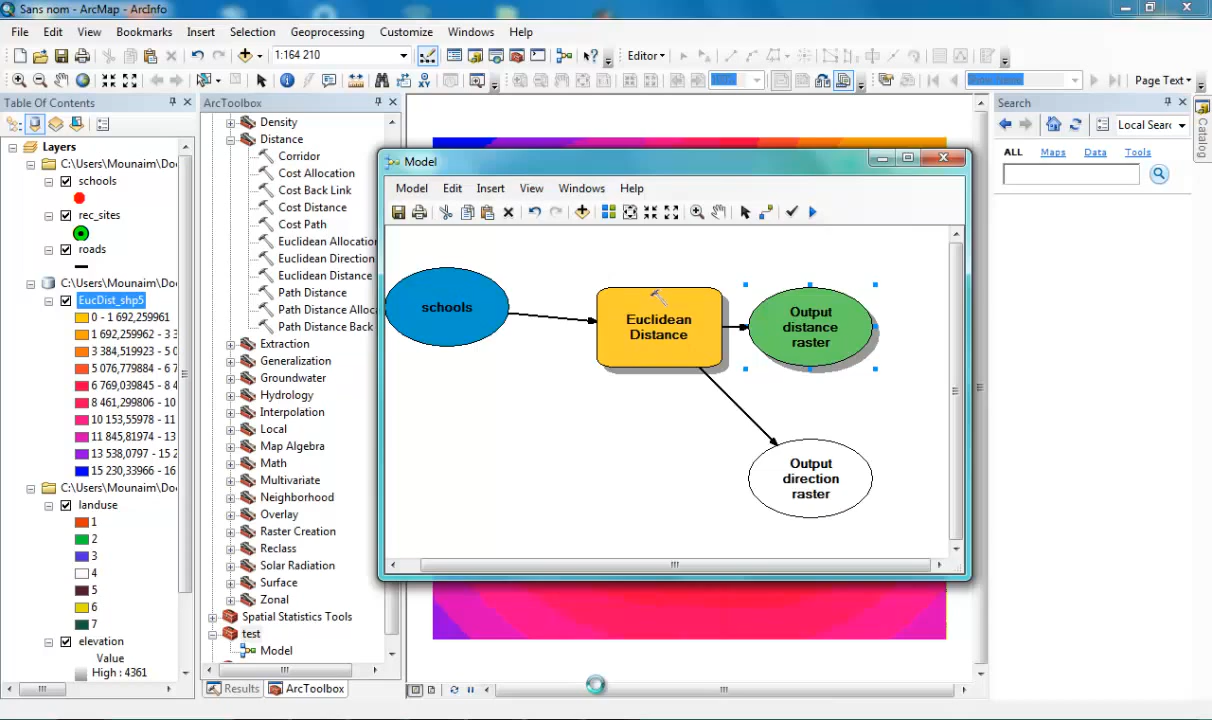 Sans nom - ArcMap - ArcInfo
File Edit View Bookmarks Insert Selection Geoprocessing Customize Windows Help
1:164 210
Editor
Page Text
Table Of Contents
Layers
C:\Users\Mounaim\Do
schools
rec_sites
roads
C:\Users\Mounaim\Do
EucDist_shp5
0 - 1 692,259961
1 692,259962 - 3 3
3 384,519923 - 5 0
5 076,779884 - 6 7
6 769,039845 - 8 4
8 461,299806 - 10
10 153,55978 - 11
11 845,81974 - 13
13 538,0797 - 15 2
15 230,33966 - 16
C:\Users\Mounaim\Do
landuse
1
2
3
4
5
6
7
elevation
Value
High : 4361
ArcToolbox
Density
Distance
Corridor
Cost Allocation
Cost Back Link
Cost Distance
Cost Path
Euclidean Allocation
Euclidean Direction
Euclidean Distance
Path Distance
Path Distance Alloc
Path Distance Back
Extraction
Generalization
Groundwater
Hydrology
Interpolation
Local
Map Algebra
Math
Multivariate
Neighborhood
Overlay
Raster Creation
Reclass
Solar Radiation
Surface
Zonal
Spatial Statistics Tools
test
Model
Results ArcToolbox
Model
Model Edit Insert View Windows Help
schools
Euclidean
Distance
Output
distance
raster
Output
direction
raster
Search
Local Searc
ALL Maps Data Tools
Catalog